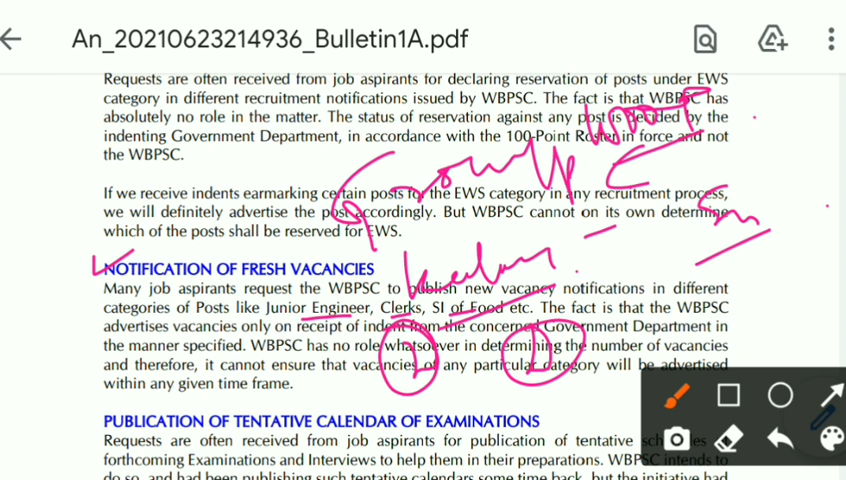 An_20210623214936_Bulletin1A.pdf
Requests are often received from job aspirants for declaring reservation of posts under EWS
category in different recruitment notifications issued by WBPSC. The fact is that WBPSC has
absolutely no role in the matter. The status of reservation against any post is decided by the
indenting Government Department, in accordance with the 100-Point Roster in force and not
the WBPSC.
If we receive indents earmarking certain posts for the EWS category in any recruitment process,
we will definitely advertise the post accordingly. But WBPSC cannot on its own determine
which of the posts shall be reserved for EWS.
NOTIFICATION OF FRESH VACANCIES
Many job aspirants request the WBPSC to publish new vacancy notifications in different
categories of Posts like Junior Engineer, Clerks, SI of Food etc. The fact is that the WBPSC
advertises vacancies only on receipt of indent from the concerned Government Department in
the manner specified. WBPSC has no role whatsoever in determining the number of vacancies
and therefore, it cannot ensure that vacancies of any particular category will be advertised
within any given time frame.
PUBLICATION OF TENTATIVE CALENDAR OF EXAMINATIONS
Requests are often received from job aspirants for publication of tentative
forthcoming Examinations and Interviews to help them in their preparations. WBPSC intends to
do so, and had been publishing such tentative calendars some time back, but the initiative had